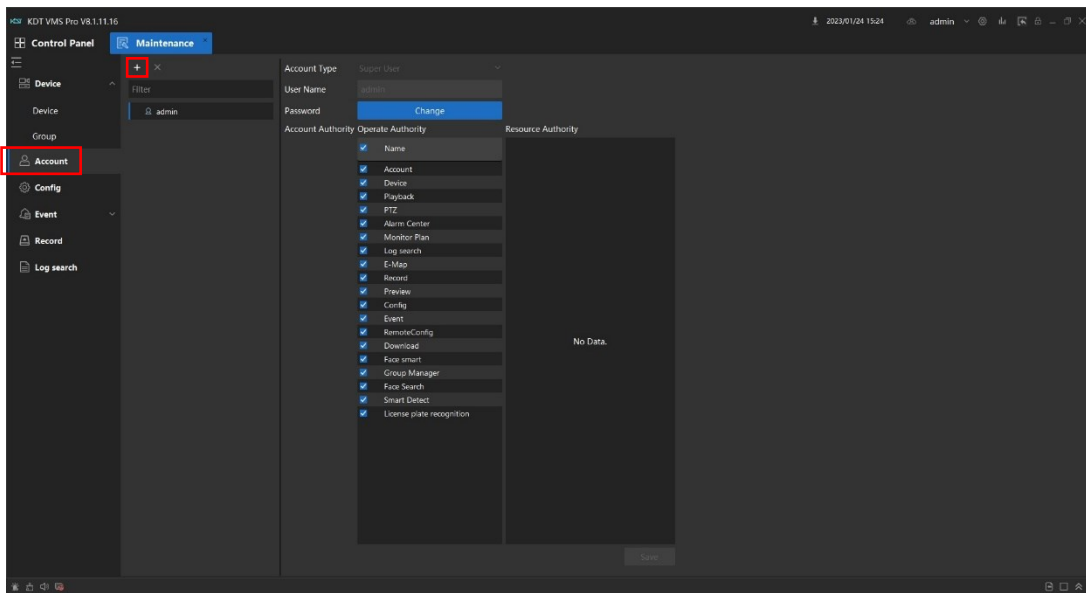 KDT VMS Pro V8.1.11.16
2023/01/24 15:24
admin
Control Panel
Maintenance
Device
Device
Group
Account
Config
Event
Record
Log search
Filter
admin
Account Type
Super User
User Name
admin
Password
Change
Account Authority
Operate Authority
Resource Authority
Name
Account
Device
Playback
PTZ
Alarm Center
Monitor Plan
Log search
E-Map
Record
Preview
Config
Event
RemoteConfig
Download
Face smart
Group Manager
Face Search
Smart Detect
License plate recognition
No Data.
Save